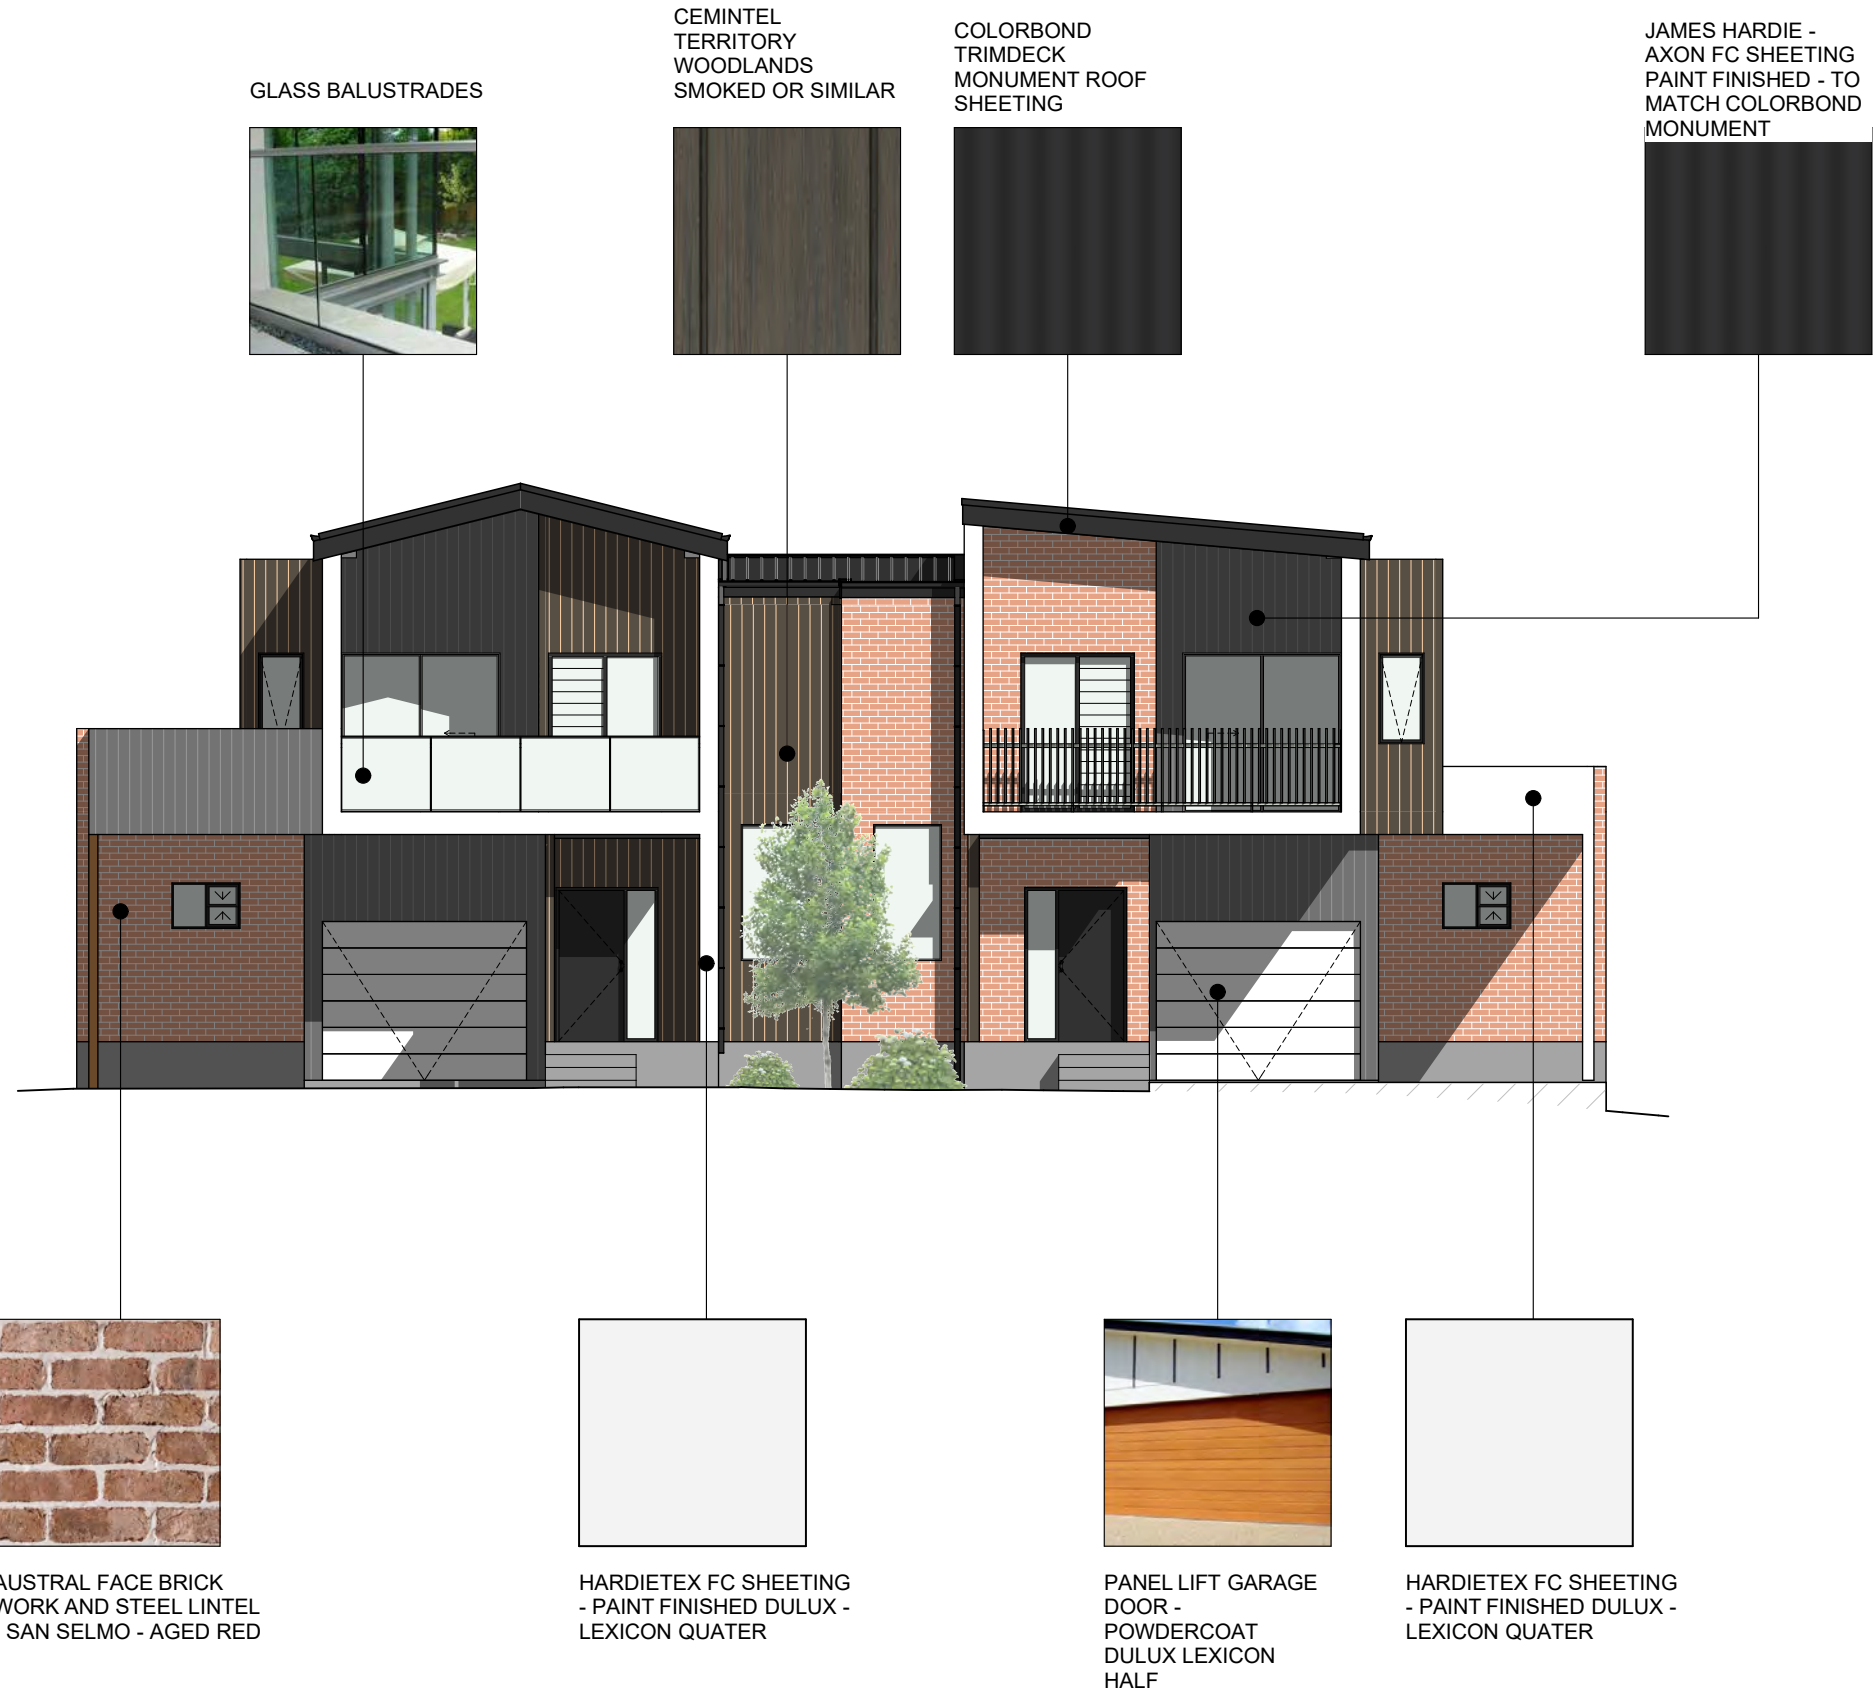 GLASS BALUSTRADES
CEMINTEL
TERRITORY
WOODLANDS
SMOKED OR SIMILAR
COLORBOND
TRIMDECK
MONUMENT ROOF
SHEETING
JAMES HARDIE -
AXON FC SHEETING
PAINT FINISHED - TO
MATCH COLORBOND
MONUMENT
AUSTRAL FACE BRICK
WORK AND STEEL LINTEL
SAN SELMO - AGED RED
HARDIETEX FC SHEETING
- PAINT FINISHED DULUX -
LEXICON QUATER
PANEL LIFT GARAGE
DOOR -
POWDERCOAT
DULUX LEXICON
HALF
HARDIETEX FC SHEETING
- PAINT FINISHED DULUX -
LEXICON QUATER